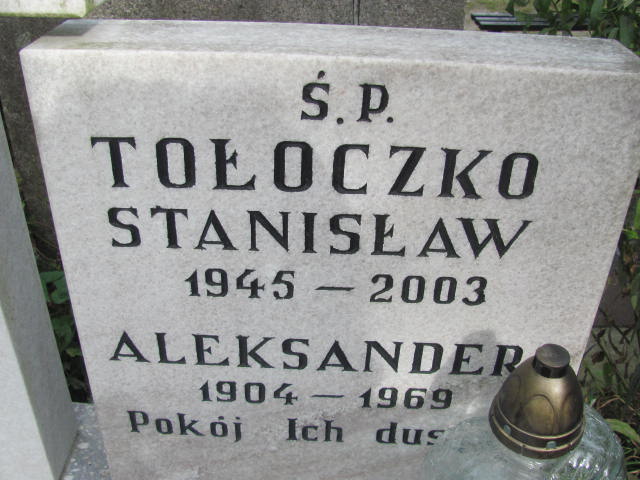 Ś.P.
TOŁOCZKO
STANISŁAW
1945 – 2003
ALEKSANDER
1904 – 1969
Pokój Ich